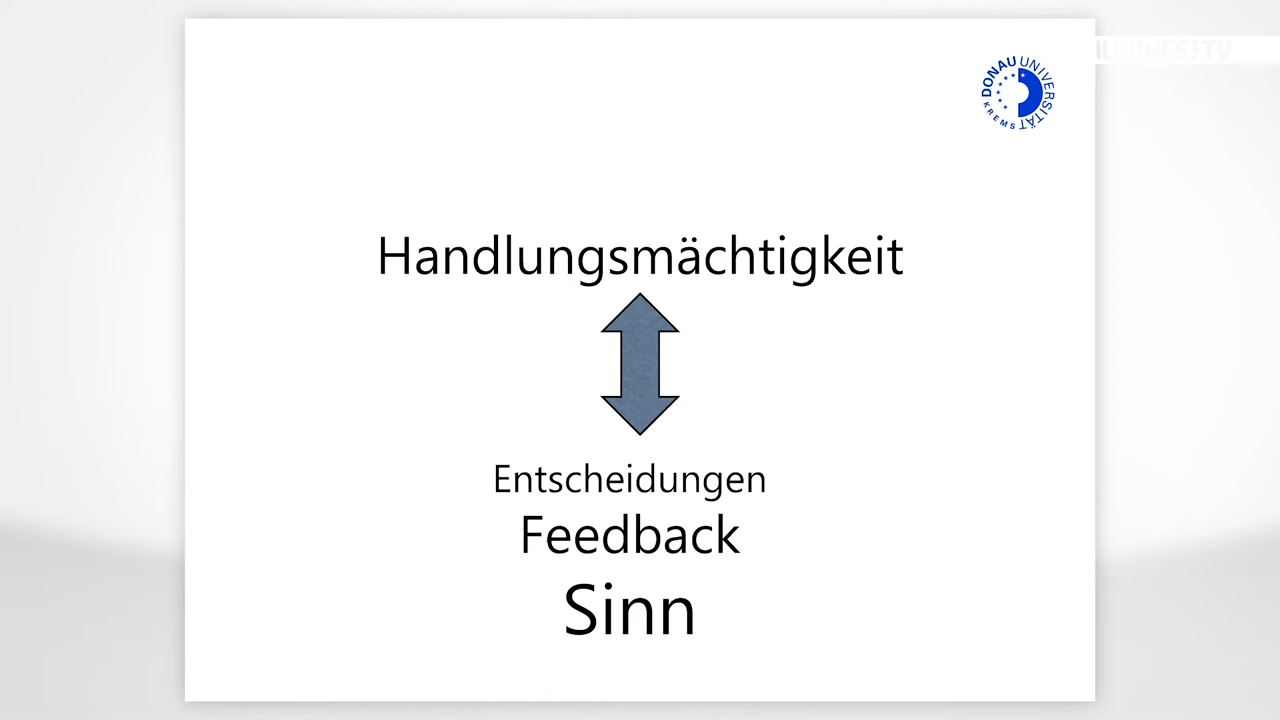 DONAU UNIVERSITÄT
KREMS
Handlungsmächtigkeit
Entscheidungen
Feedback
Sinn